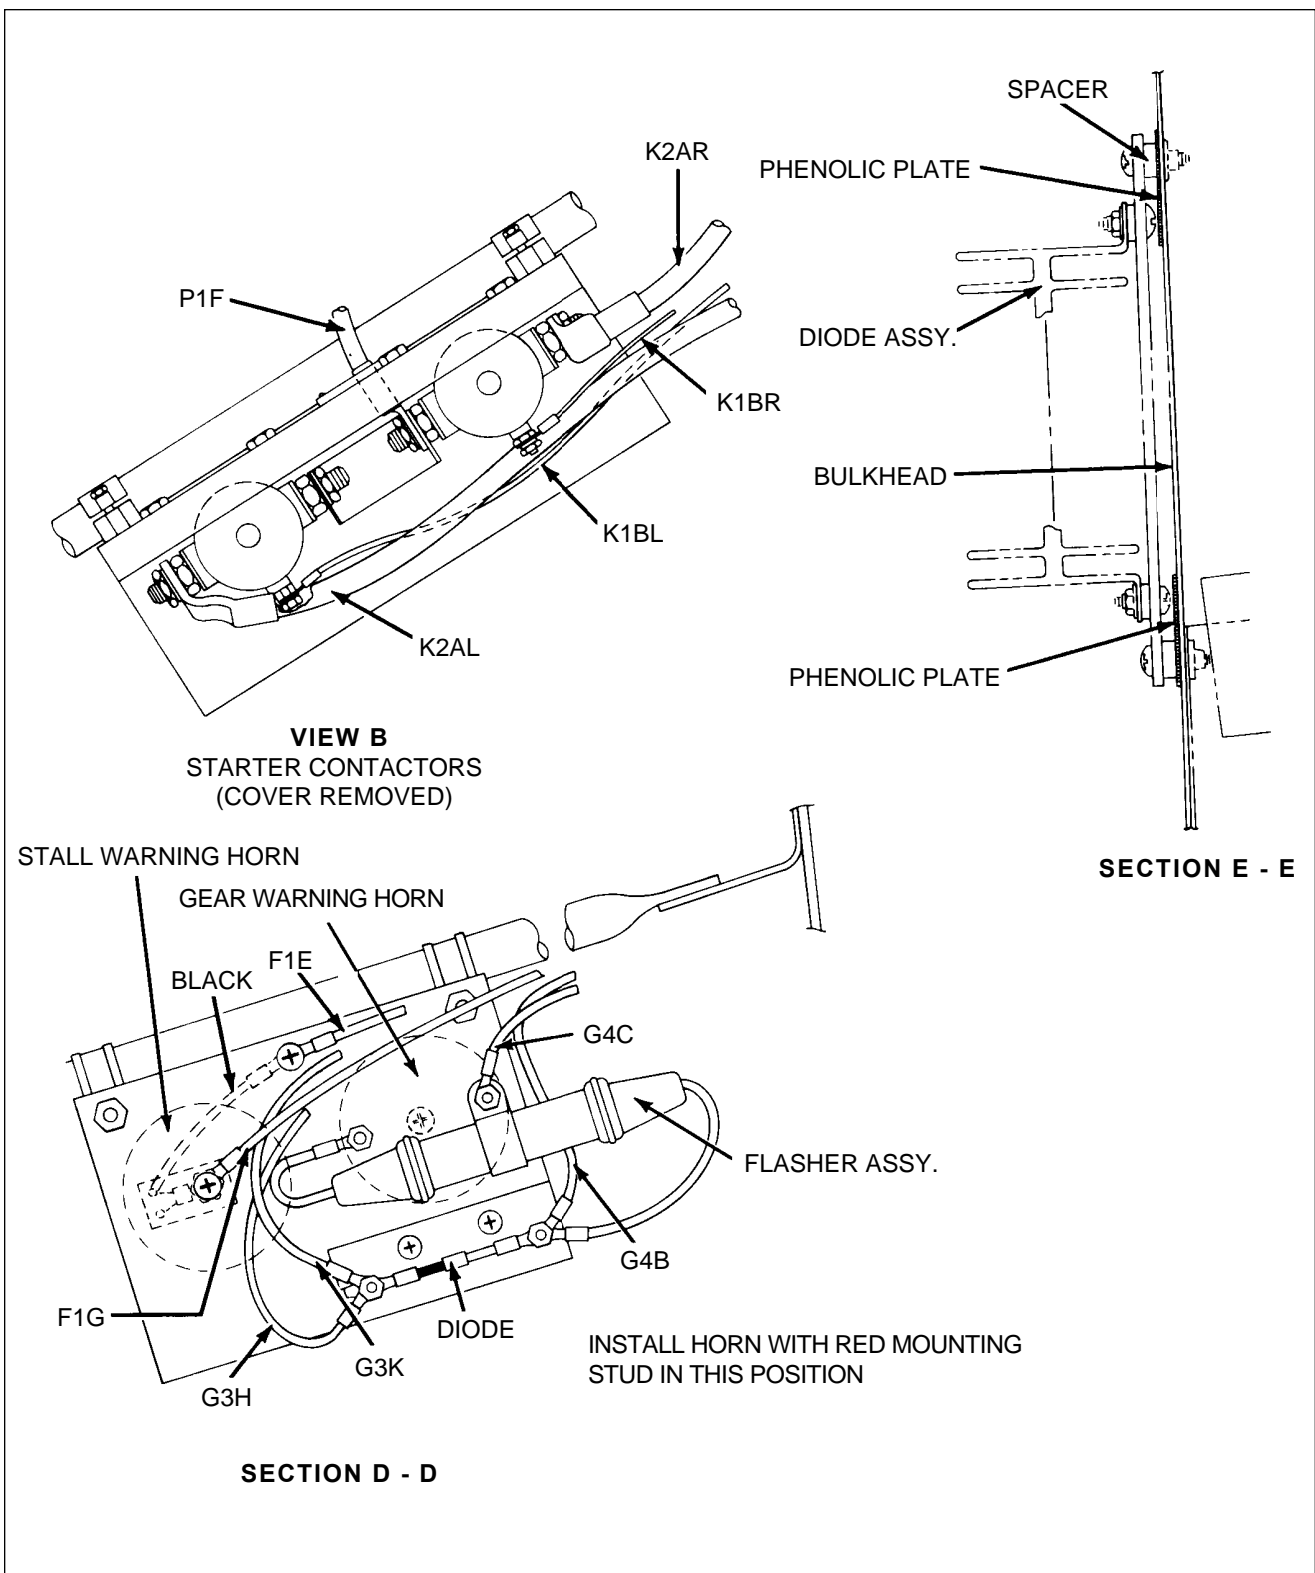 SPACER
K2AR
PHENOLIC PLATE
P1F
DIODE ASSY.
K1BR
BULKHEAD
K1BL
K2AL
PHENOLIC PLATE
VIEW B
STARTER CONTACTORS
(COVER REMOVED)
SECTION E - E
STALL WARNING HORN
GEAR WARNING HORN
F1E
BLACK
G4C
FLASHER ASSY.
G4B
F1G
DIODE
G3K
G3H
INSTALL HORN WITH RED MOUNTING
STUD IN THIS POSITION
SECTION D - D